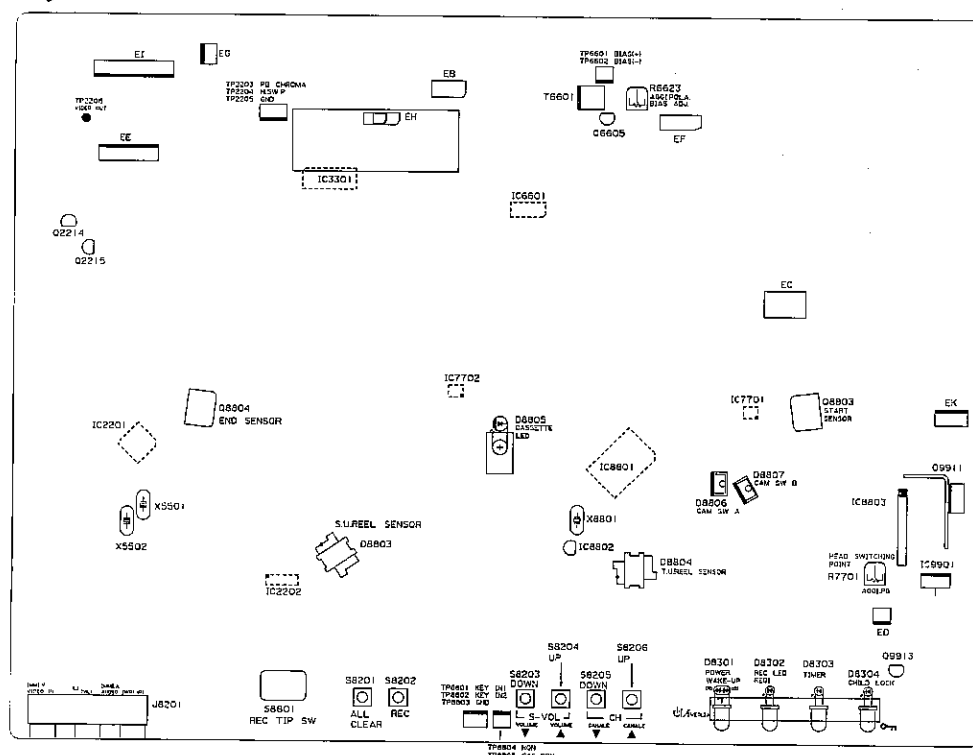 EI
EG
TP2206
VIDEO OUT
TP2203 PB CHROMA
TP2204 H.SW P
TP2205 GND
EB
EH
TP6601 BIAS(+)
TP6602 BIAS(-)
T6601
R6623
BIAS ADJ.
Q6605
EF
EE
IC3301
IC6601
Q2214
Q2215
EC
IC7702
Q8804
END SENSOR
IC2201
D8805
CASSETTE
LED
IC7701
Q8803
START
SENSOR
EK
IC8801
D8807
CAM SW B
D8806
CAM SW A
Q9911
IC8803
X5501
X5502
S.U.REEL SENSOR
D8803
X8801
IC8802
D8804
T.U.REEL SENSOR
IC2202
HEAD SWITCHING
POINT
R7701
IC9901
ED
Q9913
J8201
S8601
REC TIP SW
S8201
ALL
CLEAR
S8202
REC
TP8801 KEY IN1
TP8802 KEY IN2
TP8803 GND
S8203
DOWN
S8204
UP
S8205
DOWN
S8206
UP
S-VOL
CH
VOLUME
VOLUME
CANALE
CANALE
D8301
POWER
WAKE-UP
D8302
REC LED
D8303
TIMER
D8304
CHILD LOCK